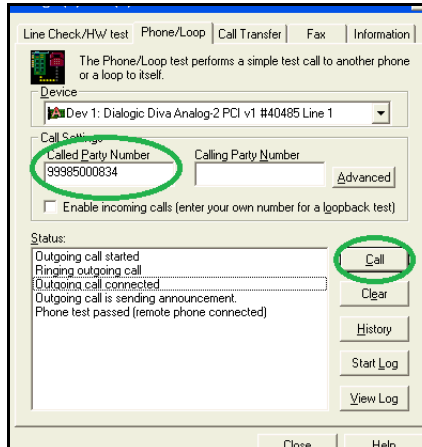 Line Check/HW test
Phone/Loop
Call Transfer
Fax
Information
The Phone/Loop test performs a simple test call to another phone
or a loop to itself.
Device
Dev 1: Dialogic Diva Analog-2 PCI v1 #40485 Line 1
Call Settings
Called Party Number
Calling Party Number
99985000834
Advanced
Enable incoming calls (enter your own number for a loopback test)
Status:
Outgoing call started
Ringing outgoing call
Outgoing call connected
Outgoing call is sending announcement.
Phone test passed (remote phone connected)
Call
Clear
History
Start Log
View Log
Close
Help